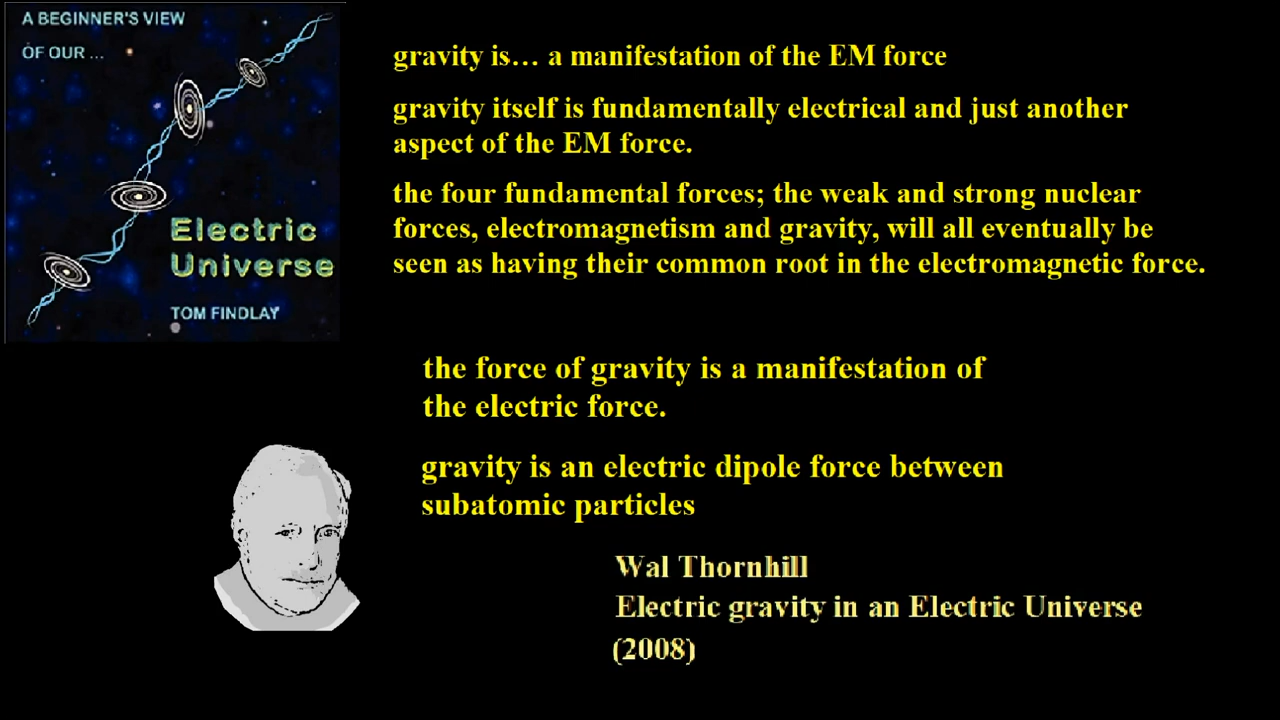 A BEGINNER'S VIEW
OF OUR ...
Electric
Universe
TOM FINDLAY
gravity is… a manifestation of the EM force
gravity itself is fundamentally electrical and just another
aspect of the EM force.
the four fundamental forces; the weak and strong nuclear
forces, electromagnetism and gravity, will all eventually be
seen as having their common root in the electromagnetic force.
the force of gravity is a manifestation of
the electric force.
gravity is an electric dipole force between
subatomic particles
Wal Thornhill
Electric gravity in an Electric Universe
(2008)